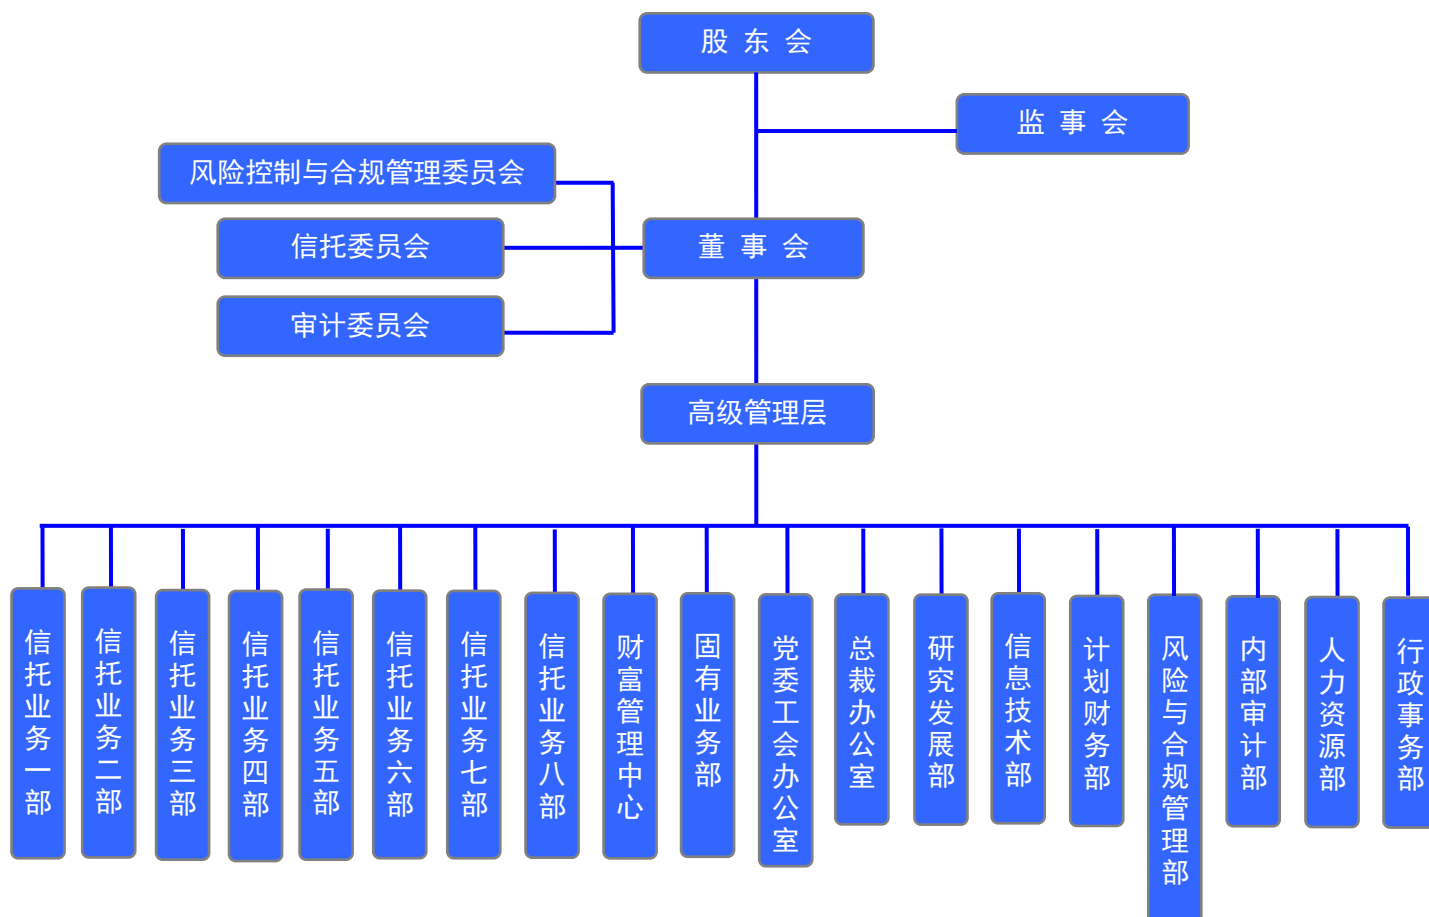 股 东 会
监 事 会
风险控制与合规管理委员会
信托委员会
董 事 会
审计委员会
高级管理层
信托业务一部
信托业务二部
信托业务三部
信托业务四部
信托业务五部
信托业务六部
信托业务七部
信托业务八部
财富管理中心
固有业务部
党委工会办公室
总裁办公室
研究发展部
信息技术部
计划财务部
风险与合规管理部
内部审计部
人力资源部
行政事务部